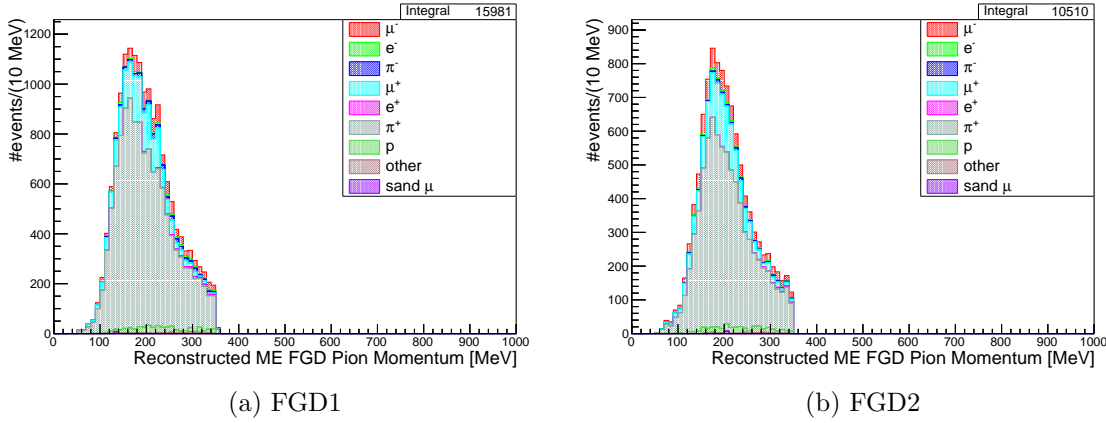 Integral 15981
μ⁻
e⁻
π⁻
μ⁺
e⁺
π⁺
p
other
sand μ
#events/(10 MeV)
1200
1000
800
600
400
200
0
0 100 200 300 400 500 600 700 800 900 1000
Reconstructed ME FGD Pion Momentum [MeV]
(a) FGD1
Integral 10510
μ⁻
e⁻
π⁻
μ⁺
e⁺
π⁺
p
other
sand μ
#events/(10 MeV)
900
800
700
600
500
400
300
200
100
0
0 100 200 300 400 500 600 700 800 900 1000
Reconstructed ME FGD Pion Momentum [MeV]
(b) FGD2